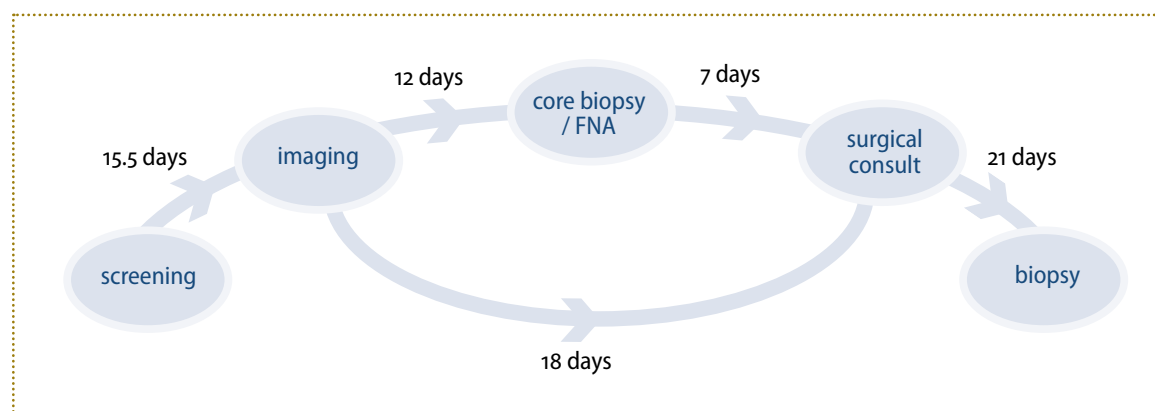 12 days
core biopsy
/ FNA
7 days
15.5 days
imaging
surgical
consult
21 days
screening
biopsy
18 days